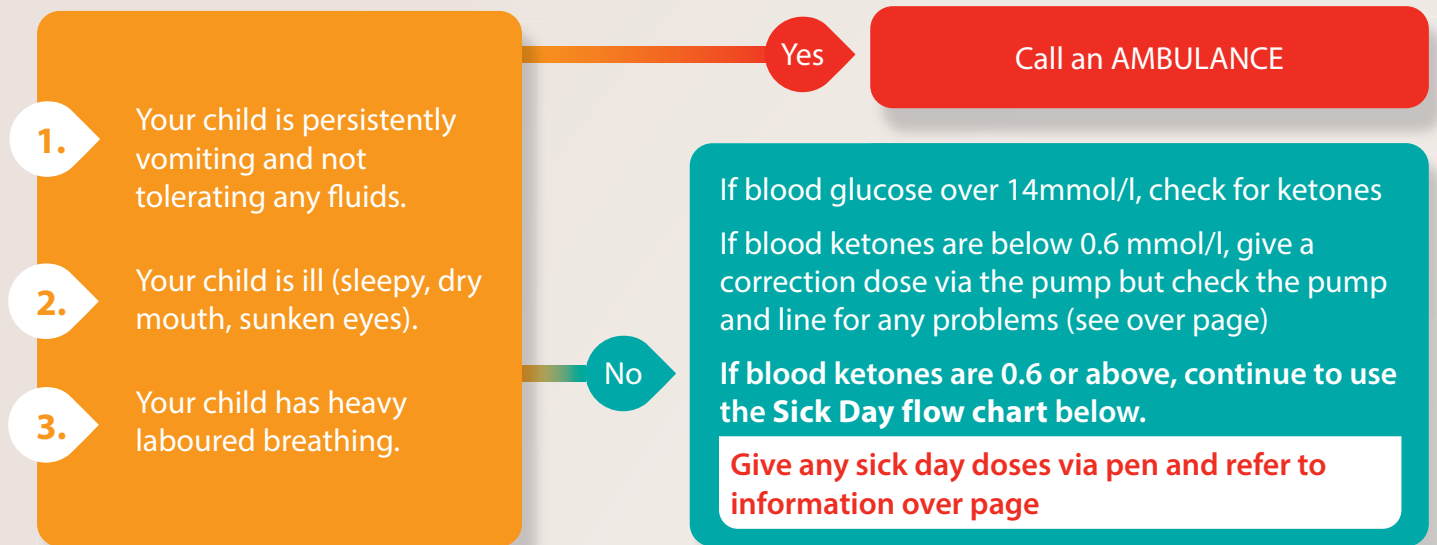 1.
Your child is persistently
vomiting and not
tolerating any fluids.
2.
Your child is ill (sleepy, dry
mouth, sunken eyes).
3.
Your child has heavy
laboured breathing.
Yes
Call an AMBULANCE
No
If blood glucose over 14mmol/l, check for ketones
If blood ketones are below 0.6 mmol/l, give a
correction dose via the pump but check the pump
and line for any problems (see over page)
If blood ketones are 0.6 or above, continue to use
the Sick Day flow chart below.
Give any sick day doses via pen and refer to
information over page